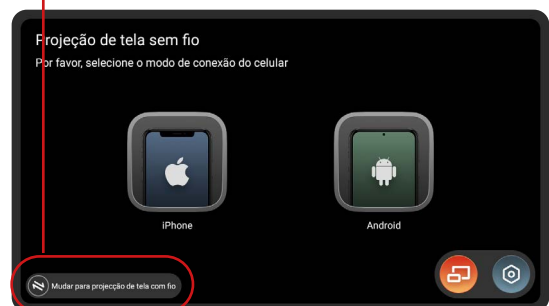 Projeção de tela sem fio
Por favor, selecione o modo de conexão do celular
iPhone
Android
Mudar para projecção de tela com fio